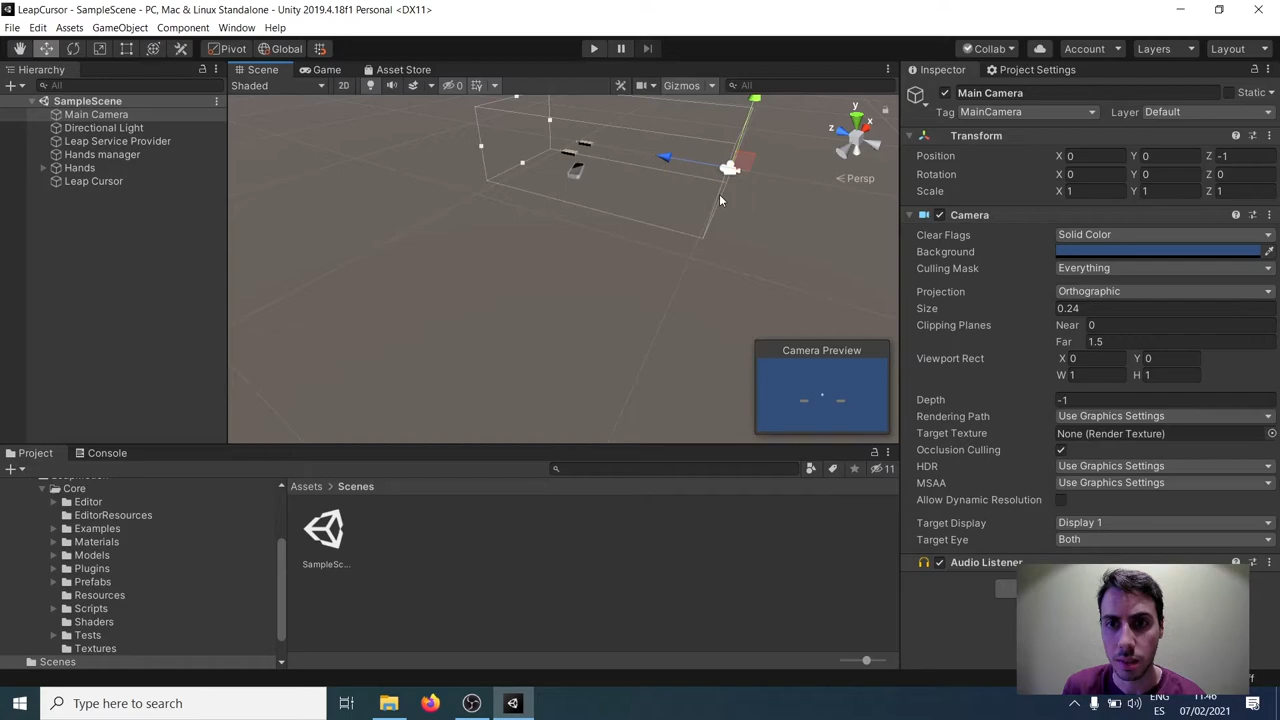 LeapCursor - SampleScene - PC, Mac & Linux Standalone - Unity 2019.4.18f1 Personal <DX11>
File Edit Assets GameObject Component Window Help
Pivot Global Collab Account Layers Layout
Hierarchy Scene Game Asset Store Inspector Project Settings
All Shaded 2D 0 Gizmos All
SampleScene
Main Camera
Directional Light
Leap Service Provider
Hands manager
Hands
Leap Cursor
y
x
z
Persp
Camera Preview
Main Camera Static
Tag MainCamera Layer Default
Transform
Position X 0 Y 0 Z -1
Rotation X 0 Y 0 Z 0
Scale X 1 Y 1 Z 1
Camera
Clear Flags Solid Color
Background
Culling Mask Everything
Projection Orthographic
Size 0.24
Clipping Planes Near 0
Far 1.5
Viewport Rect X 0 Y 0
W 1 H 1
Depth -1
Rendering Path Use Graphics Settings
Target Texture None (Render Texture)
Occlusion Culling
HDR Use Graphics Settings
MSAA Use Graphics Settings
Allow Dynamic Resolution
Target Display Display 1
Target Eye Both
Audio Listener
Project Console
11
Core
Editor
EditorResources
Examples
Materials
Models
Plugins
Prefabs
Resources
Scripts
Shaders
Tests
Textures
Scenes
Assets Scenes
SampleSc...
Type here to search
ENG
ES
11:46
07/02/2021